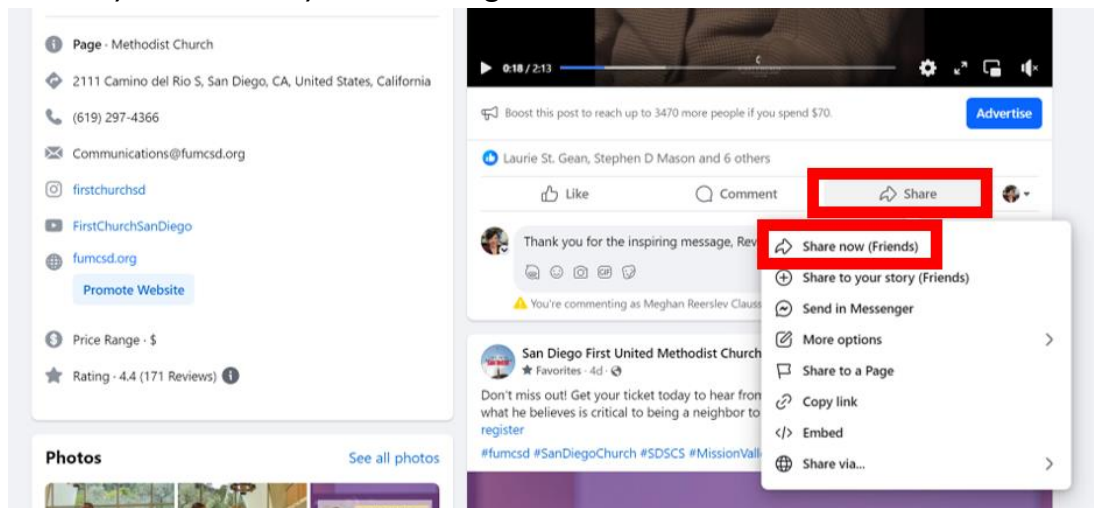 Page · Methodist Church
2111 Camino del Rio S, San Diego, CA, United States, California
(619) 297-4366
Communications@fumcsd.org
firstchurchsd
FirstChurchSanDiego
fumcsd.org
Promote Website
Price Range · $
Rating · 4.4 (171 Reviews)
Photos
See all photos
0:18 / 2:13
Boost this post to reach up to 3470 more people if you spend $70.
Advertise
Laurie St. Gean, Stephen D Mason and 6 others
Like Comment Share
Thank you for the inspiring message, Rev
GIF
You're commenting as Meghan Reerslev Clauss
San Diego First United Methodist Church
Favorites · 4d ·
Don't miss out! Get your ticket today to hear from
what he believes is critical to being a neighbor to
register
#fumcsd #SanDiegoChurch #SDSCS #MissionVall
Share now (Friends)
Share to your story (Friends)
Send in Messenger
More options
Share to a Page
Copy link
Embed
Share via...